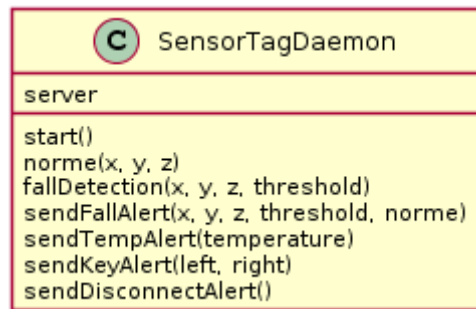 C SensorTagDaemon
server
start()
norme(x, y, z)
fallDetection(x, y, z, threshold)
sendFallAlert(x, y, z, threshold, norme)
sendTempAlert(temperature)
sendKeyAlert(left, right)
sendDisconnectAlert()